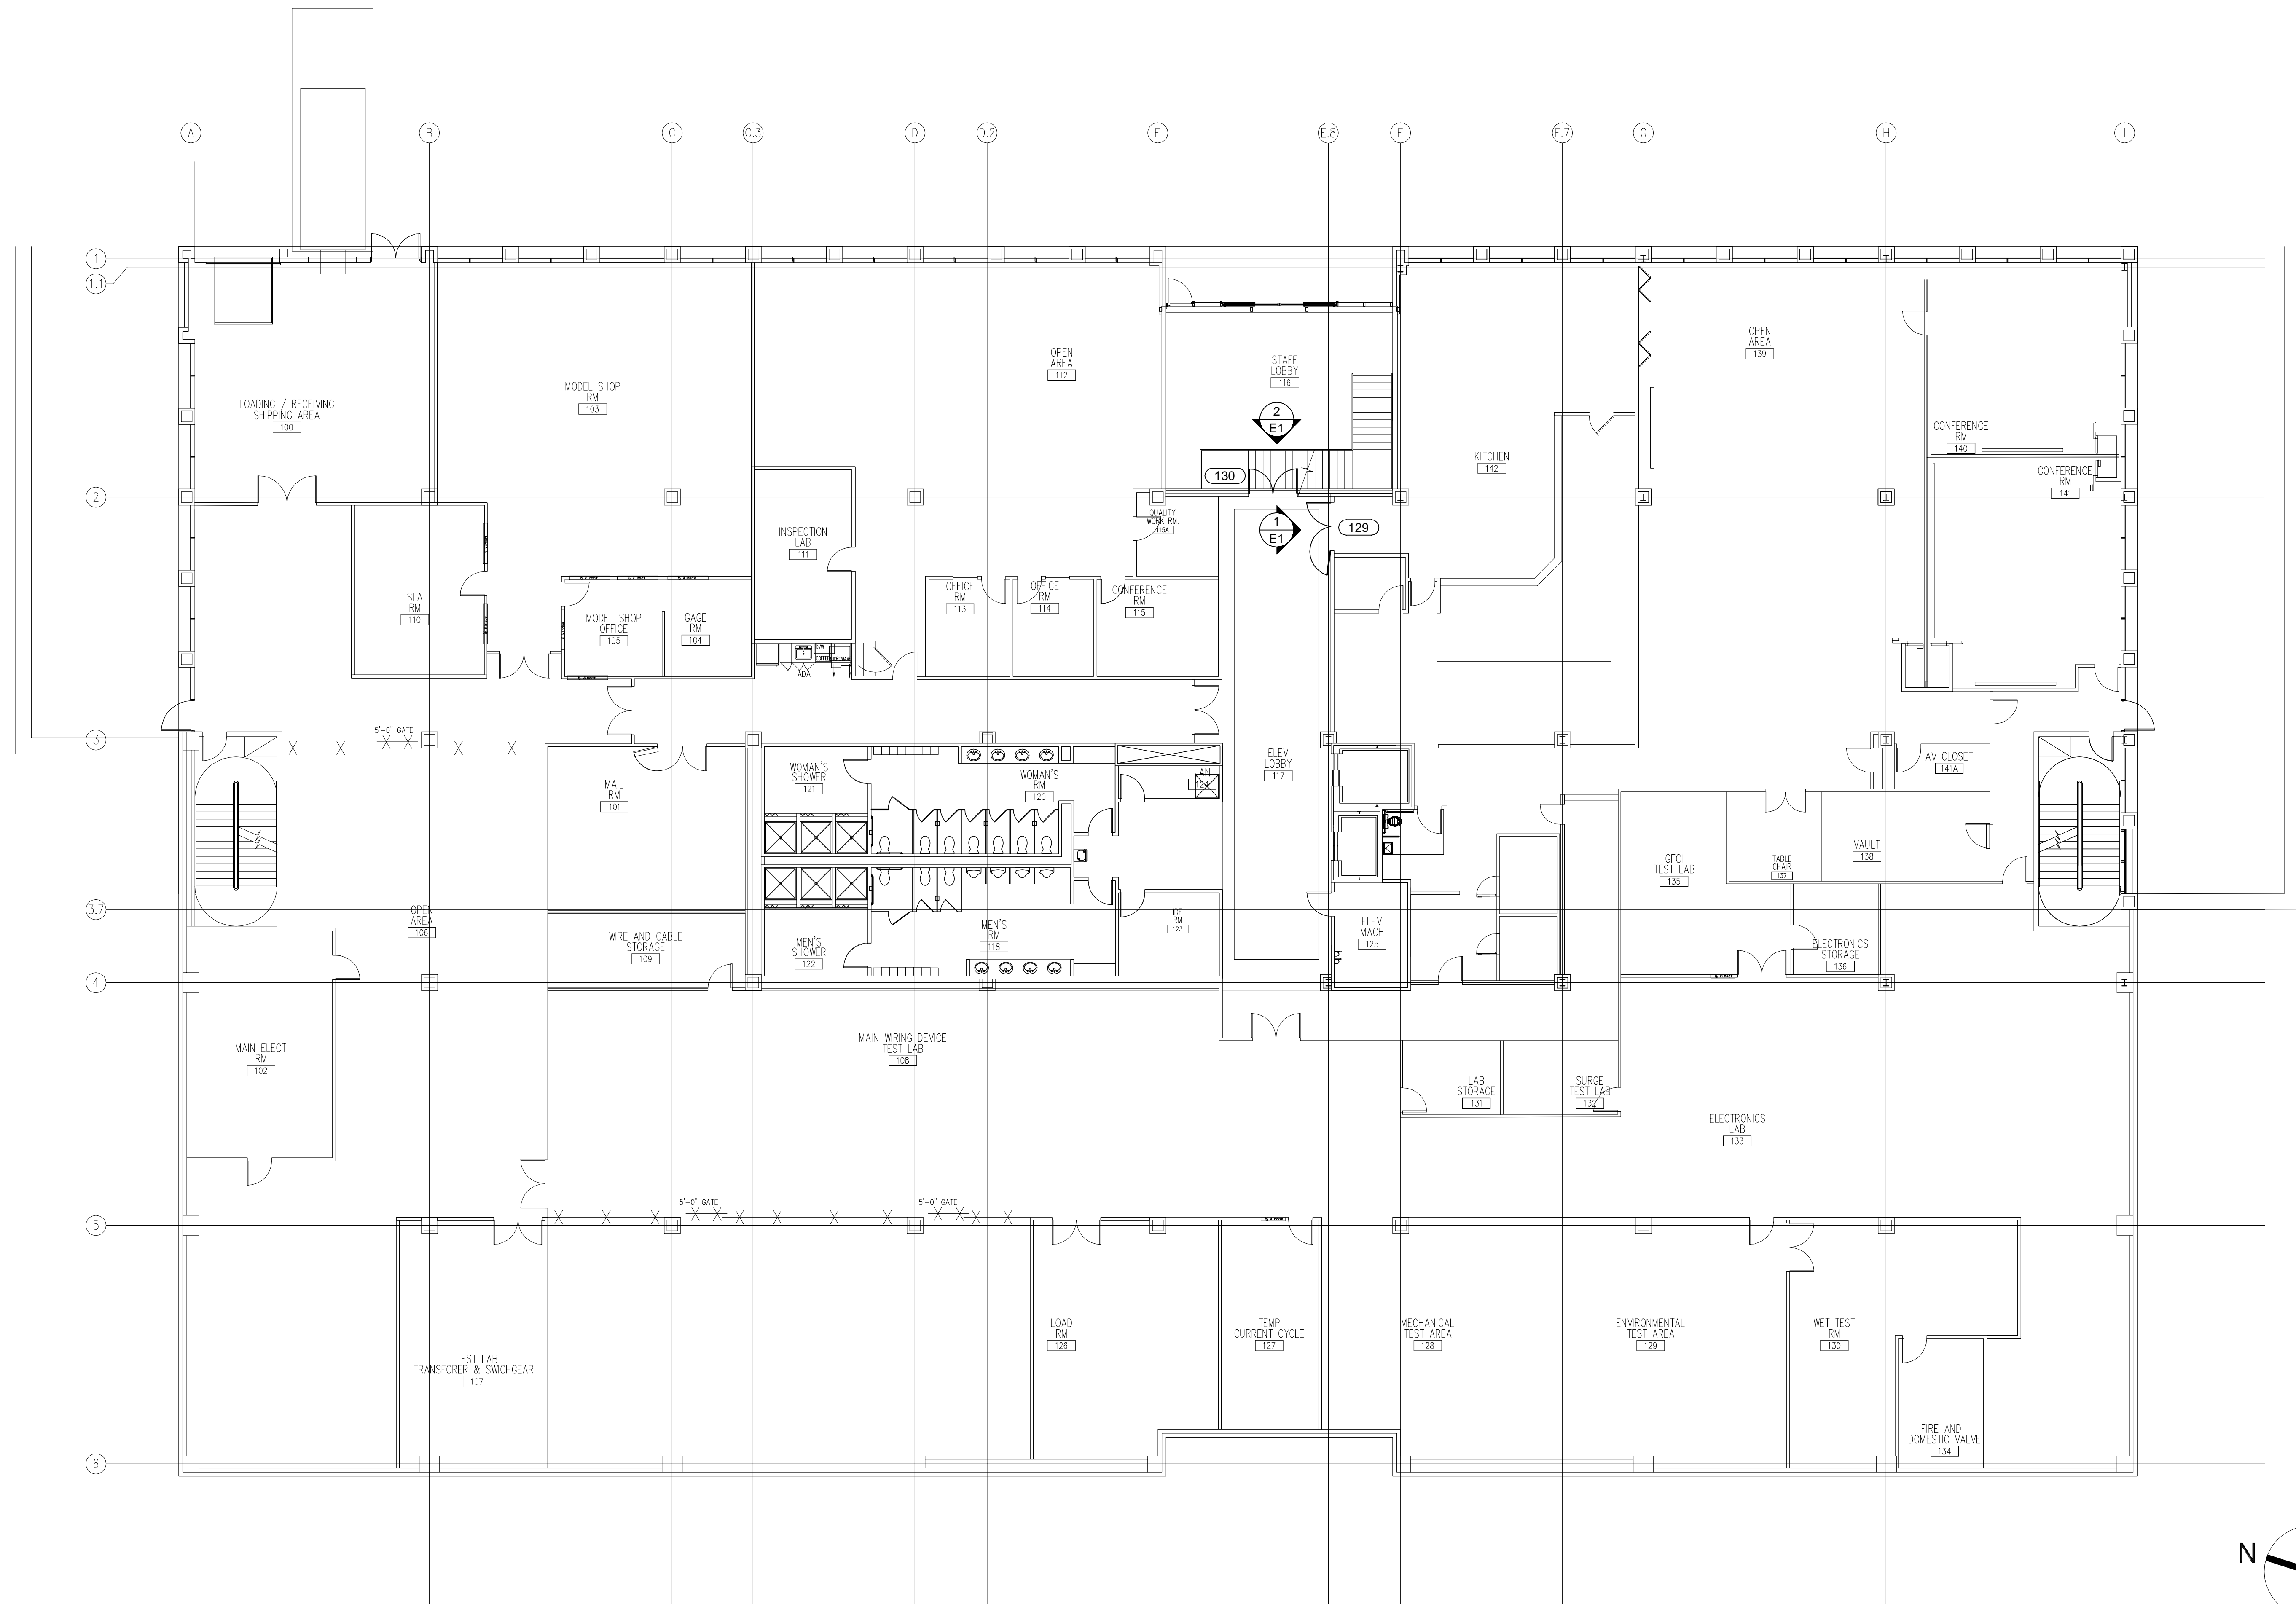 A
B
C
C.3
D
D.2
E
E.8
F
F.7
G
H
I
1
1.1
2
3
3.7
4
5
6
LOADING / RECEIVING
SHIPPING AREA
100
MODEL SHOP
RM
103
OPEN
AREA
112
STAFF
LOBBY
116
2
E1
130
1
E1
129
KITCHEN
142
OPEN
AREA
139
CONFERENCE
RM
140
CONFERENCE
RM
141
SLA
RM
110
MODEL SHOP
OFFICE
105
GAGE
RM
104
INSPECTION
LAB
111
D/W
COFFEE
MICROWAVE
ADA
OFFICE
RM
113
OFFICE
RM
114
CONFERENCE
RM
115
QUALITY
WORK RM.
115A
5'-0" GATE
MAIL
RM
101
WOMAN'S
SHOWER
121
WOMAN'S
RM
120
JAN
124
ELEV
LOBBY
117
AV CLOSET
141A
GFCI
TEST LAB
135
TABLE
CHAIR
137
VAULT
138
OPEN
AREA
106
WIRE AND CABLE
STORAGE
109
MEN'S
SHOWER
122
MEN'S
RM
118
IDF
RM
123
ELEV
MACH
125
ELECTRONICS
STORAGE
136
MAIN ELECT
RM
102
MAIN WIRING DEVICE
TEST LAB
108
LAB
STORAGE
131
SURGE
TEST LAB
132
ELECTRONICS
LAB
133
5'-0" GATE
5'-0" GATE
TEST LAB
TRANSFORER & SWICHGEAR
107
LOAD
RM
126
TEMP
CURRENT CYCLE
127
MECHANICAL
TEST AREA
128
ENVIRONMENTAL
TEST AREA
129
WET TEST
RM
130
FIRE AND
DOMESTIC VALVE
134
N